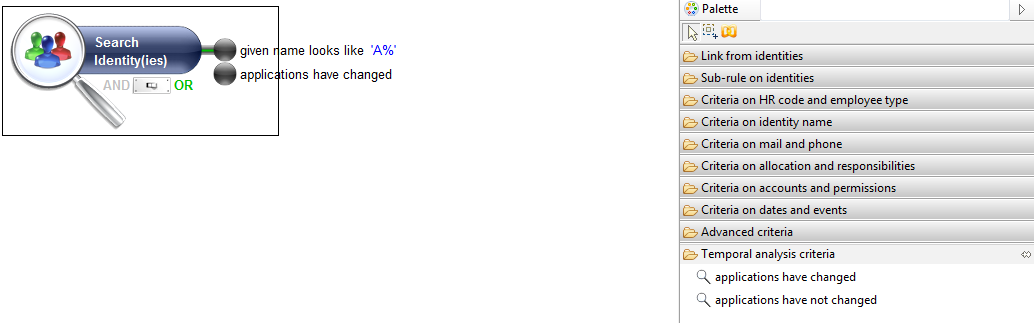 Search
Identity(ies)
AND OR
given name looks like 'A%'
applications have changed
Palette
Link from identities
Sub-rule on identities
Criteria on HR code and employee type
Criteria on identity name
Criteria on mail and phone
Criteria on allocation and responsibilities
Criteria on accounts and permissions
Criteria on dates and events
Advanced criteria
Temporal analysis criteria
applications have changed
applications have not changed